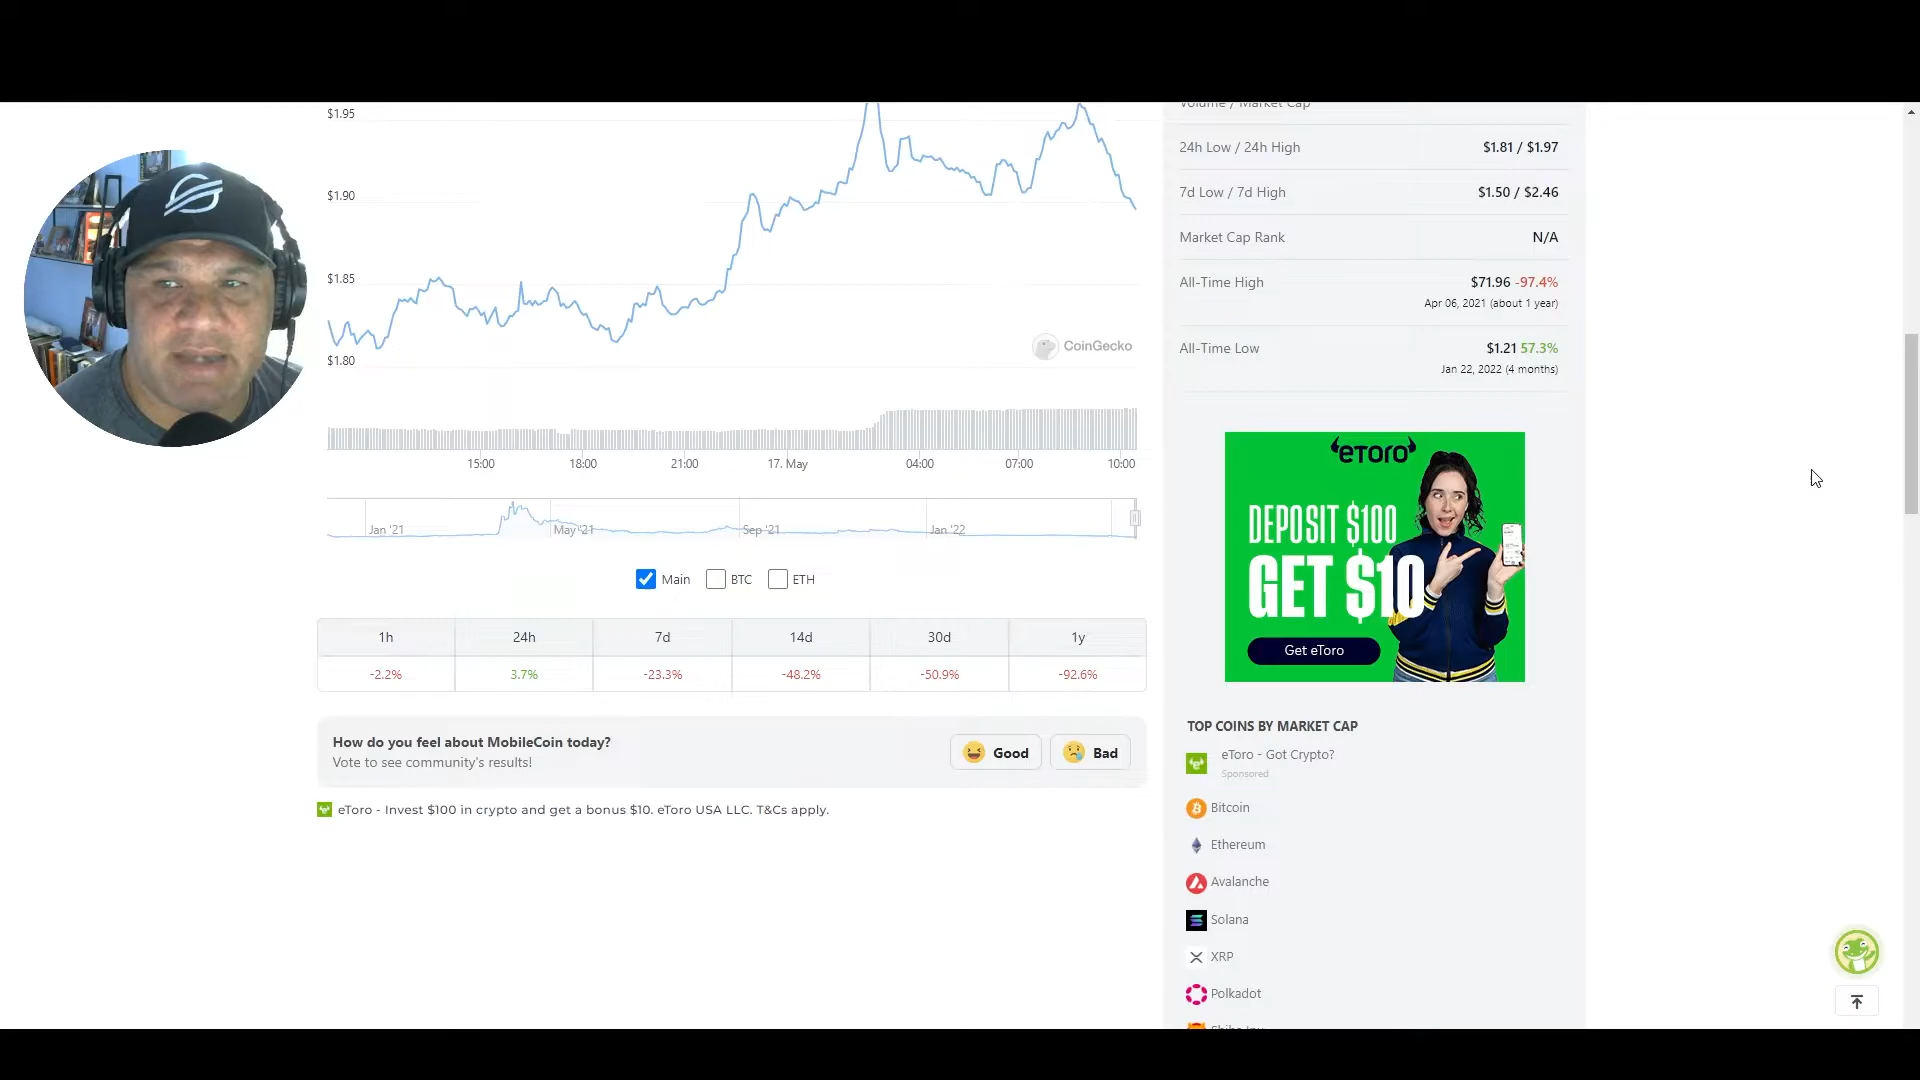 Volume / Market Cap
$1.95
24h Low / 24h High $1.81 / $1.97
$1.90
7d Low / 7d High $1.50 / $2.46
Market Cap Rank N/A
$1.85
All-Time High $71.96 -97.4%
Apr 06, 2021 (about 1 year)
$1.80
CoinGecko
All-Time Low $1.21 57.3%
Jan 22, 2022 (4 months)
15:00 18:00 21:00 17. May 04:00 07:00 10:00
Jan '21 May '21 Sep '21 Jan '22
Main BTC ETH
1h 24h 7d 14d 30d 1y
-2.2% 3.7% -23.3% -48.2% -50.9% -92.6%
How do you feel about MobileCoin today?
Vote to see community's results!
Good Bad
eToro - Invest $100 in crypto and get a bonus $10. eToro USA LLC. T&Cs apply.
eTORO
DEPOSIT $100
GET $10
Get eToro
TOP COINS BY MARKET CAP
eToro - Got Crypto?
Sponsored
Bitcoin
Ethereum
Avalanche
Solana
XRP
Polkadot
Shiba Inu